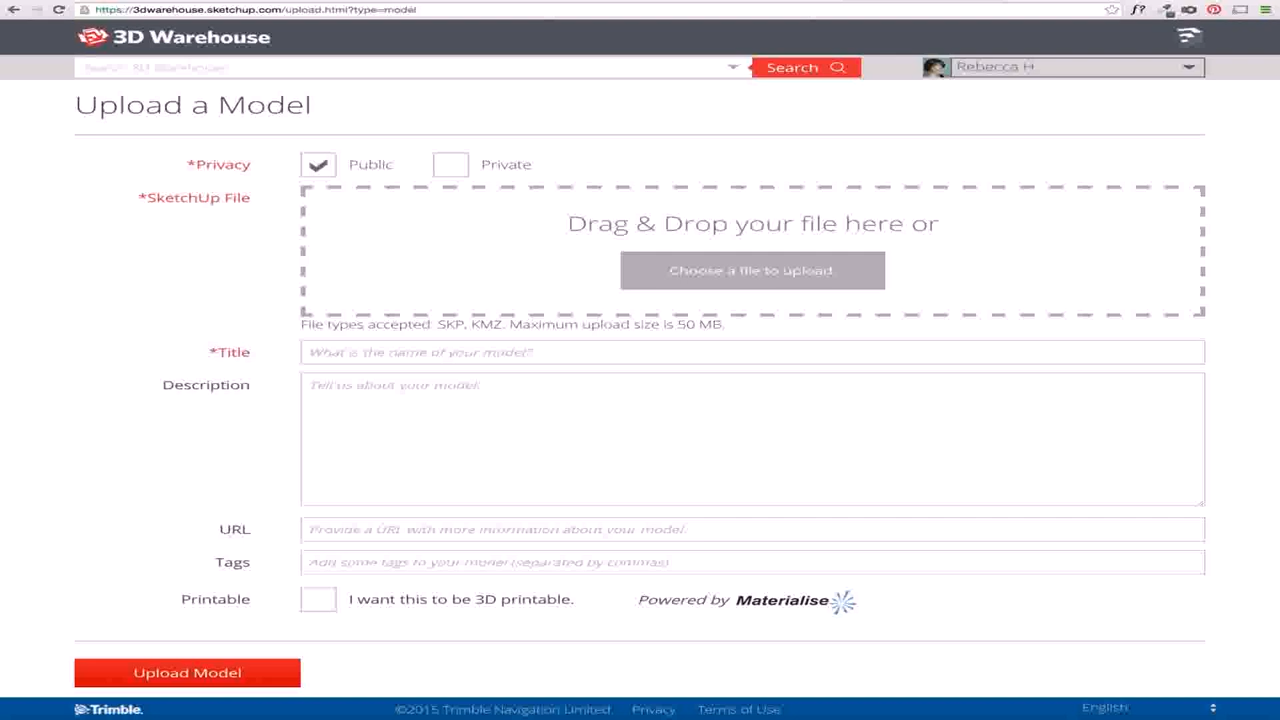 https://3dwarehouse.sketchup.com/upload.html?type=model
f?
3D Warehouse
Search 3D Warehouse
Search
Rebecca H
Upload a Model
*Privacy
Public
Private
*SketchUp File
Drag & Drop your file here or
Choose a file to upload
File types accepted: SKP, KMZ. Maximum upload size is 50 MB.
*Title
What is the name of your model?
Description
Tell us about your model.
URL
Provide a URL with more information about your model.
Tags
Add some tags to your model (separated by commas)
Printable
I want this to be 3D printable.
Powered by Materialise
Upload Model
Trimble.
©2015 Trimble Navigation Limited.
Privacy
Terms of Use
English